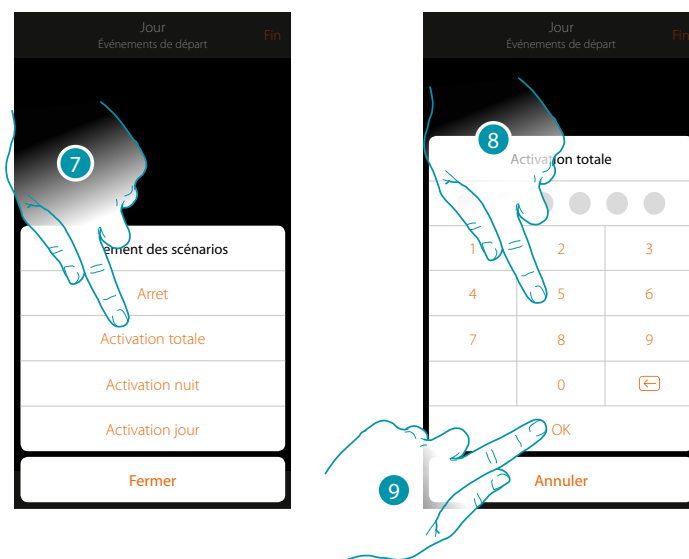 Jour
Événements de départ
Fin
7
ement des scénarios
Arret
Activation totale
Activation nuit
Activation jour
Fermer
Jour
Événements de départ
Fin
8
Activation totale
1 2 3
4 5 6
7 8 9
0
OK
9
Annuler